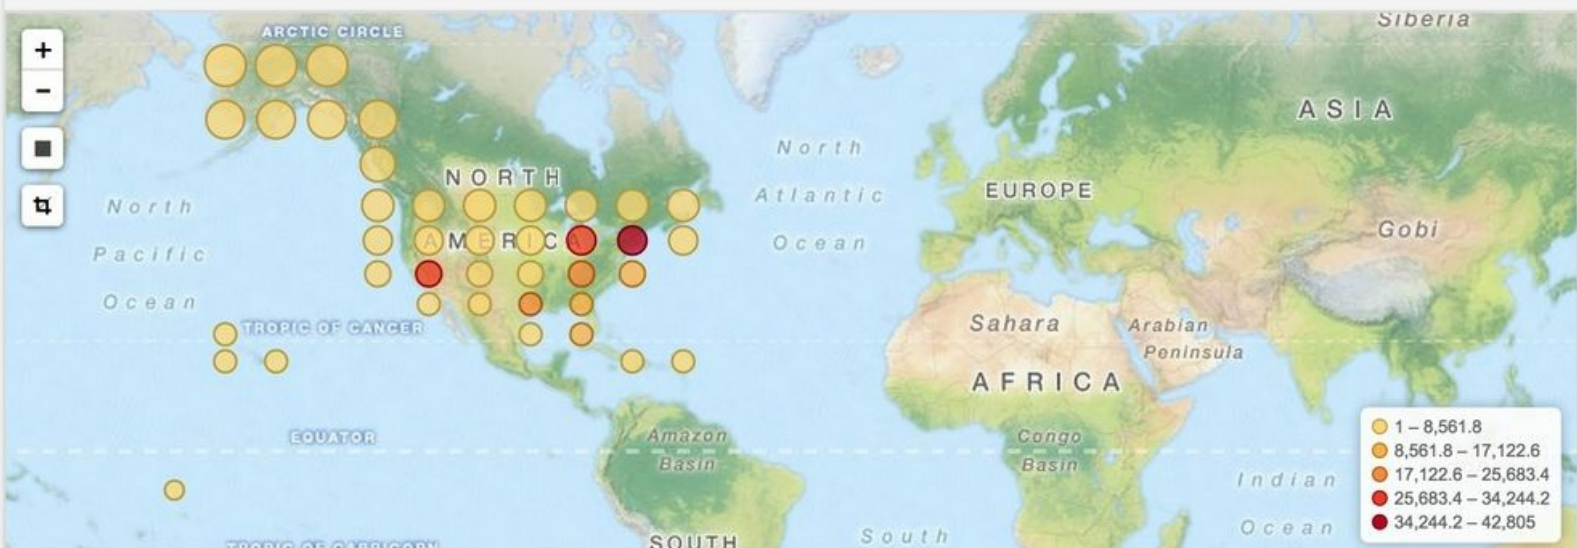 Siberia
ARCTIC CIRCLE
+
−
ASIA
North
Atlantic
Ocean
NORTH
AMERICA
EUROPE
North
Pacific
Ocean
Gobi
TROPIC OF CANCER
Sahara
Arabian
Peninsula
AFRICA
EQUATOR
Amazon
Basin
Congo
Basin
Indian
Ocean
1 – 8,561.8
8,561.8 – 17,122.6
17,122.6 – 25,683.4
25,683.4 – 34,244.2
34,244.2 – 42,805
SOUTH
South
TROPIC OF CAPRICORN